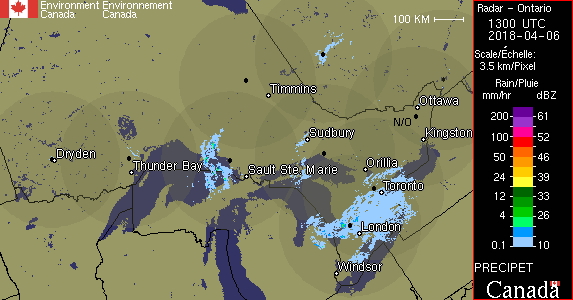 Environment Environnement
Canada Canada
Radar - Ontario
1300 UTC
2018-04-06
100 KM
Scale/Échelle:
3.5 km/Pixel
Rain/Pluie
mm/hr dBZ
200 61
100 52
50 46
24 39
12 33
4 26
0.1 10
PRECIPET
Canada
Timmins
Ottawa
N/O
Sudbury
Kingston
Dryden
Thunder Bay
Sault Ste. Marie
Orillia
Toronto
London
Windsor